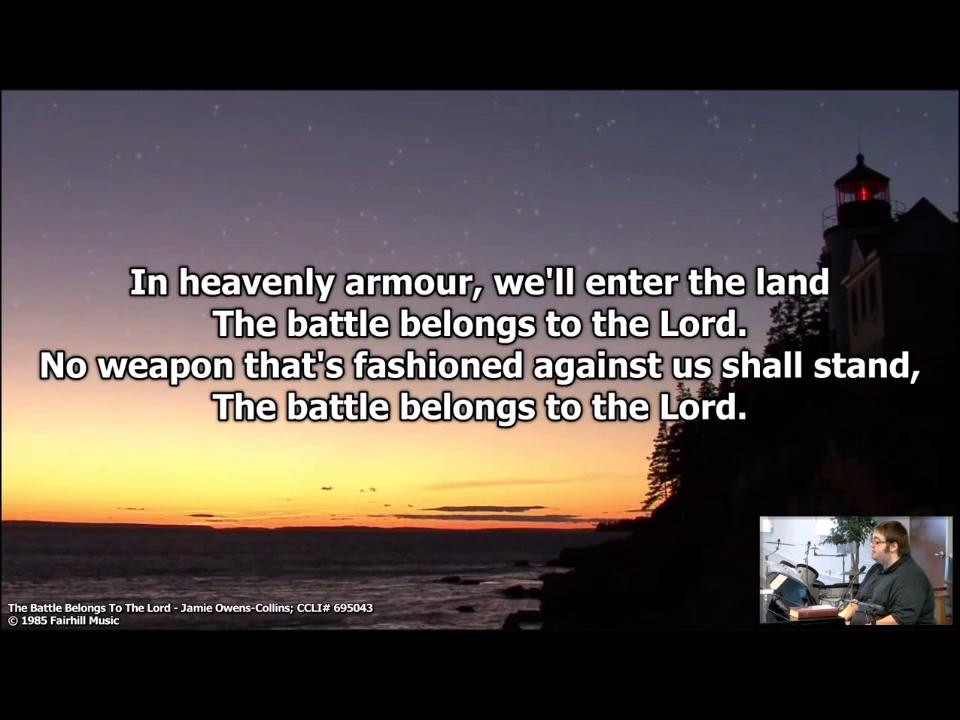 In heavenly armour, we'll enter the land
The battle belongs to the Lord.
No weapon that's fashioned against us shall stand,
The battle belongs to the Lord.
The Battle Belongs To The Lord - Jamie Owens-Collins; CCLI# 695043
© 1985 Fairhill Music